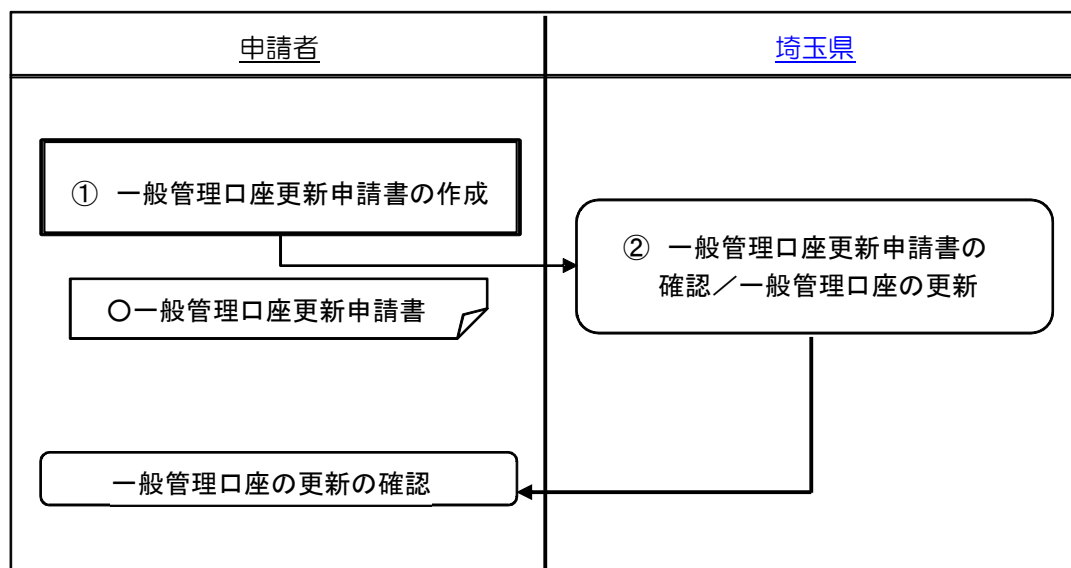 申請者
埼玉県
① 一般管理口座更新申請書の作成
② 一般管理口座更新申請書の
確認／一般管理口座の更新
○一般管理口座更新申請書
一般管理口座の更新の確認